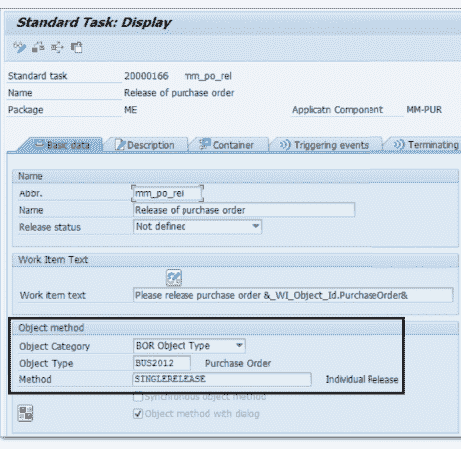 Standard Task: Display
Standard task 20000166 mm_po_rel
Name Release of purchase order
Package ME Applicatn Component MM-PUR
Basic data Description Container Triggering events Terminating
Name
Abbr. mm_po_rel
Name Release of purchase order
Release status Not defined
Work Item Text
Work item text Please release purchase order &_WI_Object_Id.PurchaseOrder&
Object method
Object Category BOR Object Type
Object Type BUS2012 Purchase Order
Method SINGLERELEASE Individual Release
Synchronous object method
Object method with dialog